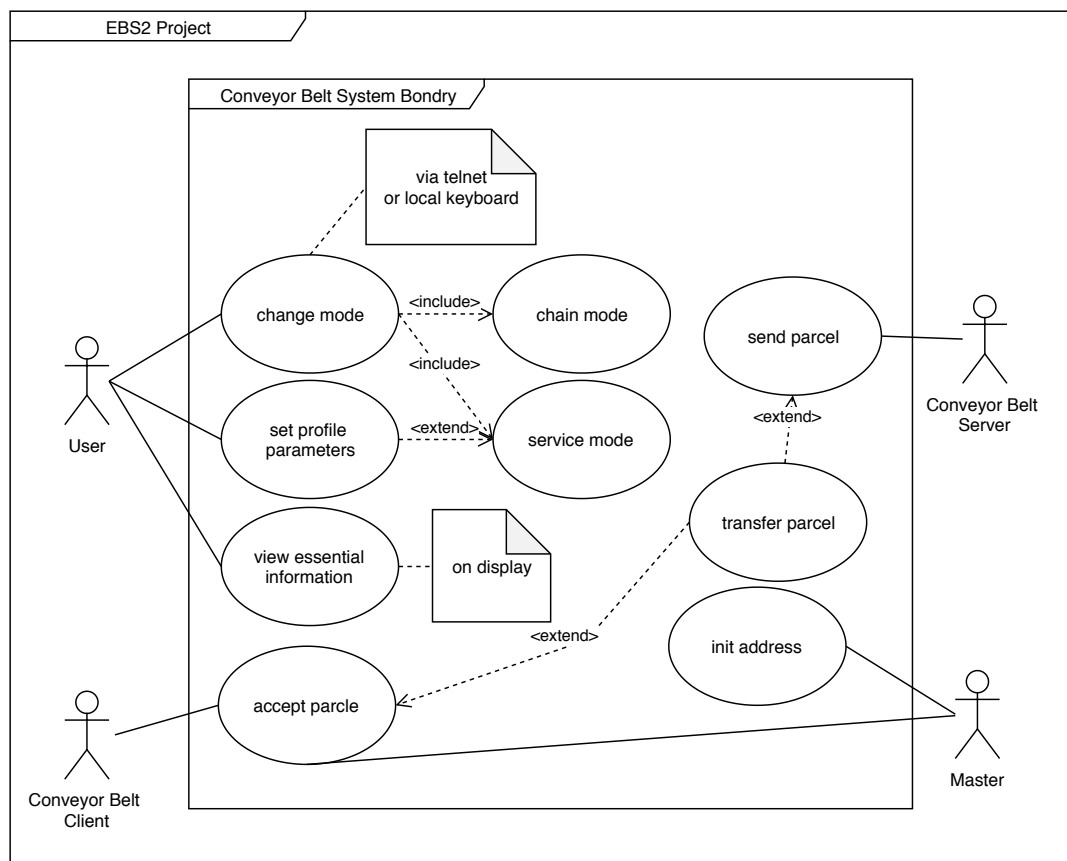 EBS2 Project
Conveyor Belt System Bondry
via telnet
or local keyboard
change mode
<include>
chain mode
send parcel
<include>
User
set profile
parameters
<extend>
service mode
<extend>
Conveyor Belt
Server
transfer parcel
view essential
information
on display
<extend>
init address
accept parcle
Conveyor Belt
Client
Master